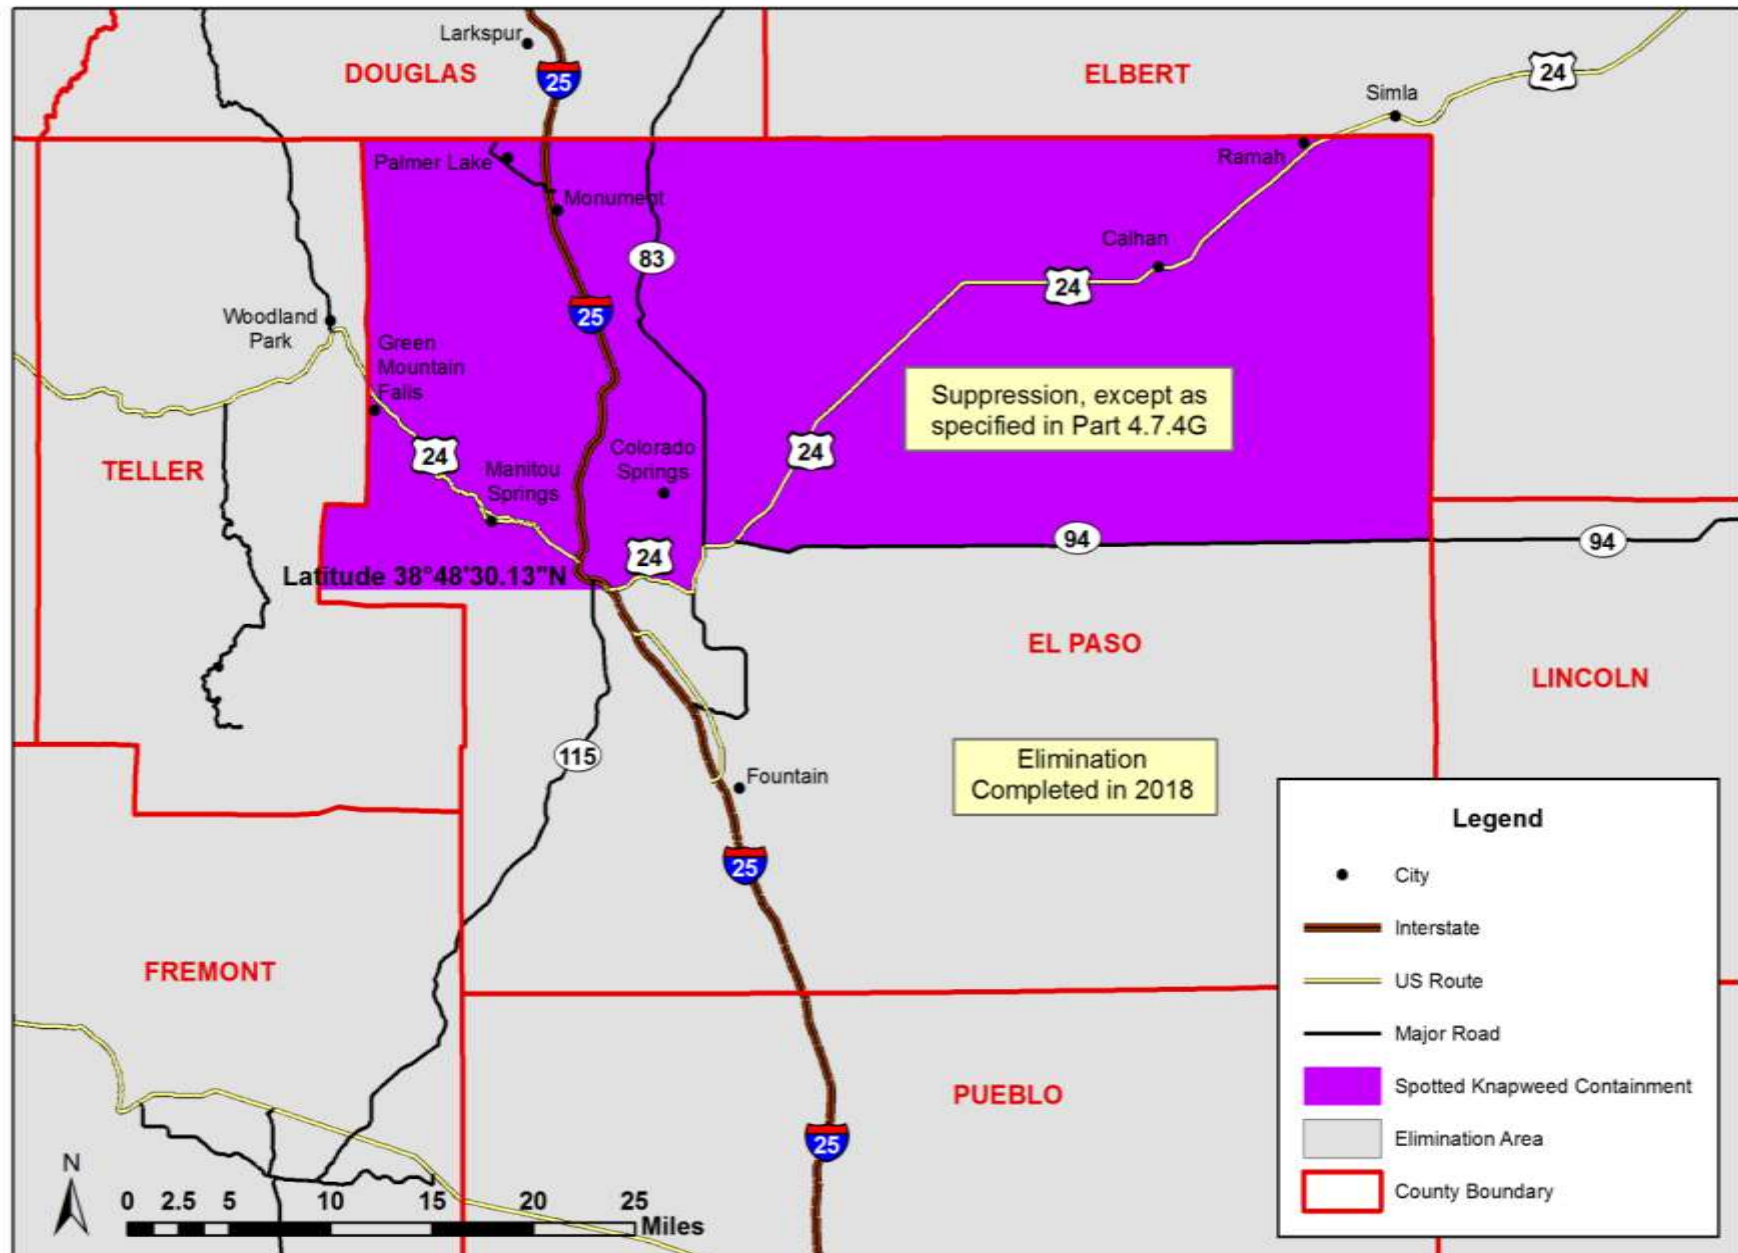 Larkspur
DOUGLAS
25
ELBERT
24
Simla
Palmer Lake
Ramah
Monument
83
Calhan
24
25
Woodland
Park
Green
Mountain
Falls
Suppression, except as
specified in Part 4.7.4G
24
24
TELLER
Colorado
Springs
Manitou
Springs
94
94
24
Latitude 38°48'30.13"N
EL PASO
LINCOLN
115
Elimination
Completed in 2018
Fountain
25
FREMONT
PUEBLO
25
Legend
City
Interstate
US Route
Major Road
Spotted Knapweed Containment
Elimination Area
County Boundary
N
0 2.5 5 10 15 20 25
Miles